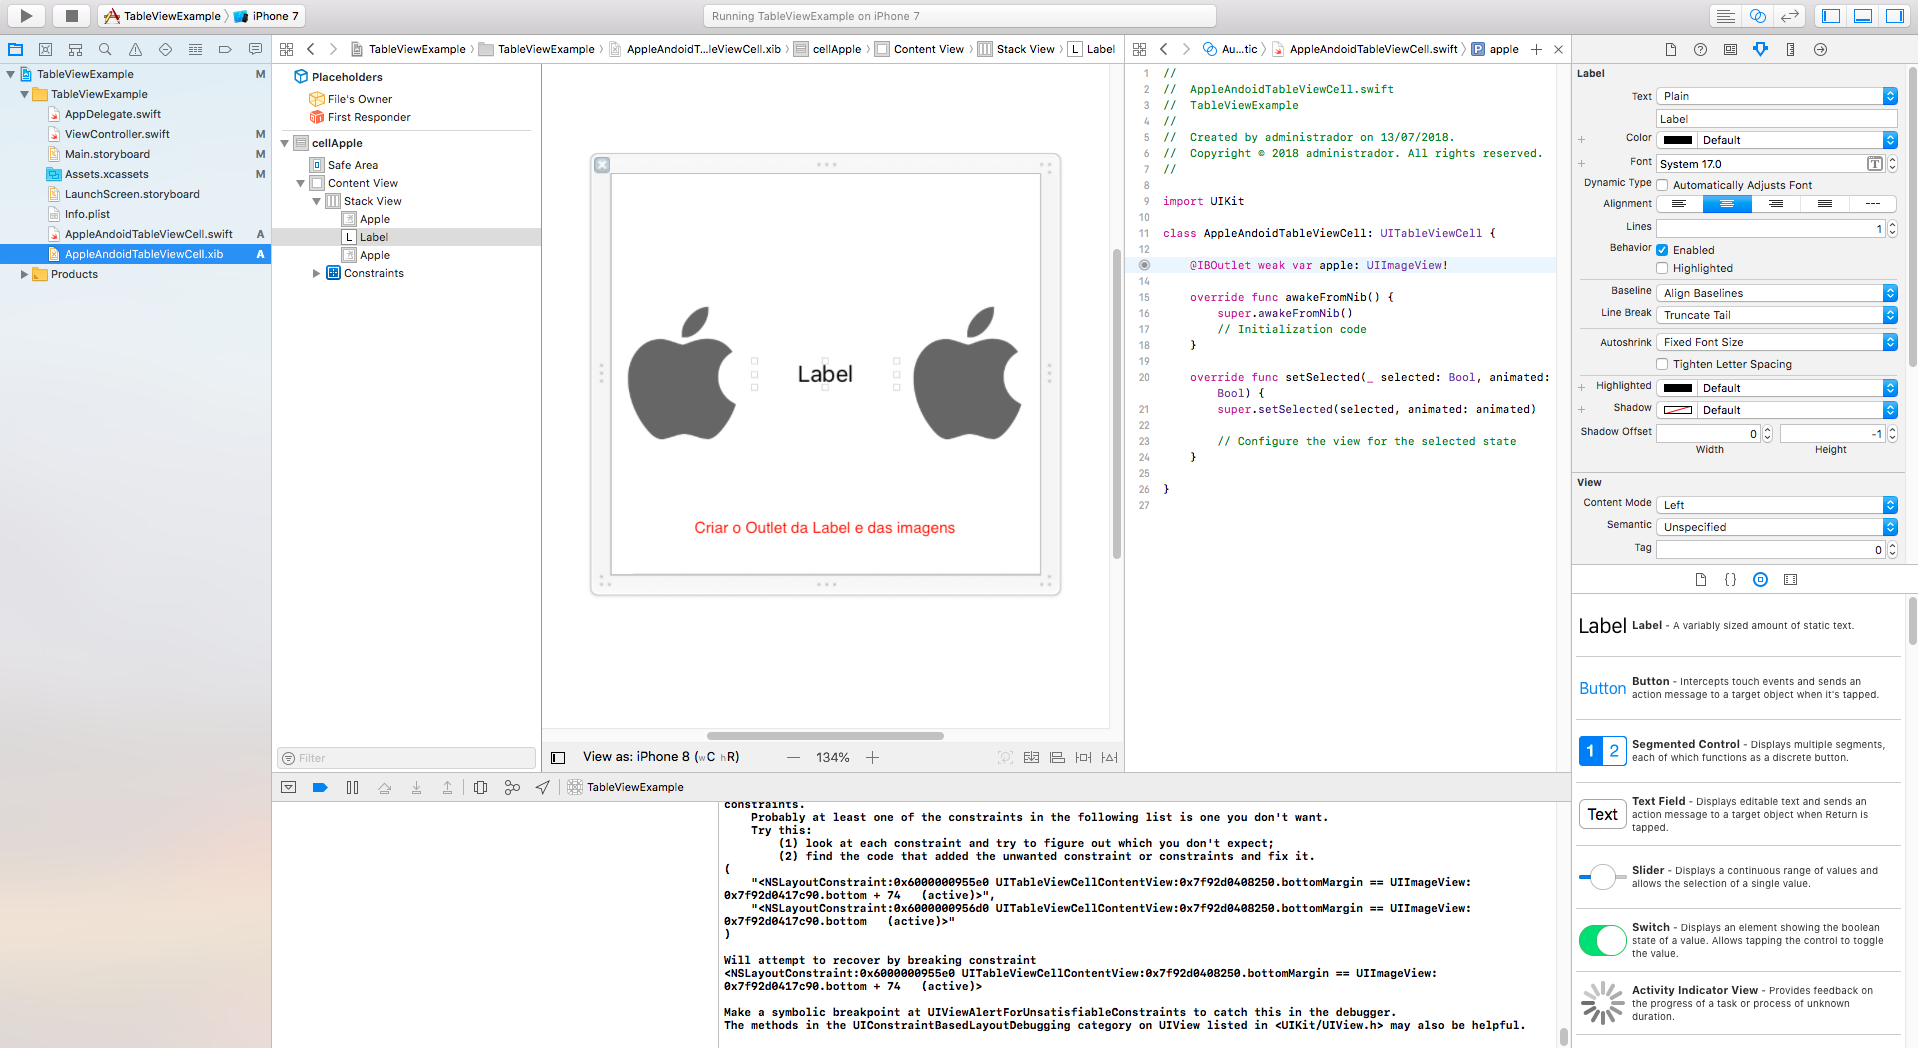 TableViewExample
iPhone 7
Running TableViewExample on iPhone 7
TableViewExample M
TableViewExample
AppDelegate.swift
ViewController.swift M
Main.storyboard M
Assets.xcassets M
LaunchScreen.storyboard
Info.plist
AppleAndoidTableViewCell.swift A
AppleAndoidTableViewCell.xib A
Products
TableViewExample
TableViewExample
AppleAndoidT...leViewCell.xib
cellApple
Content View
Stack View
L Label
Placeholders
File's Owner
First Responder
cellApple
Safe Area
Content View
Stack View
Apple
L Label
Apple
Constraints
Filter
Label
Criar o Outlet da Label e das imagens
View as: iPhone 8 (wC hR)
134%
Au...tic
AppleAndoidTableViewCell.swift
P apple
1 //
2 //  AppleAndoidTableViewCell.swift
3 //  TableViewExample
4 //
5 //  Created by administrador on 13/07/2018.
6 //  Copyright © 2018 administrador. All rights reserved.
7 //
8
9 import UIKit
10
11 class AppleAndoidTableViewCell: UITableViewCell {
12
@IBOutlet weak var apple: UIImageView!
14
15 override func awakeFromNib() {
16 super.awakeFromNib()
17 // Initialization code
18 }
19
20 override func setSelected(_ selected: Bool, animated:
Bool) {
21 super.setSelected(selected, animated: animated)
22
23 // Configure the view for the selected state
24 }
25
26 }
27
Label
Text Plain
Label
Color Default
Font System 17.0
T
Dynamic Type Automatically Adjusts Font
Alignment
Lines 1
Behavior Enabled
Highlighted
Baseline Align Baselines
Line Break Truncate Tail
Autoshrink Fixed Font Size
Tighten Letter Spacing
Highlighted Default
Shadow Default
Shadow Offset 0 -1
Width Height
View
Content Mode Left
Semantic Unspecified
Tag 0
{}
Label Label - A variably sized amount of static text.
Button Button - Intercepts touch events and sends an
action message to a target object when it's tapped.
1 2 Segmented Control - Displays multiple segments,
each of which functions as a discrete button.
Text Text Field - Displays editable text and sends an
action message to a target object when Return is
tapped.
Slider - Displays a continuous range of values and
allows the selection of a single value.
Switch - Displays an element showing the boolean
state of a value. Allows tapping the control to toggle
the value.
Activity Indicator View - Provides feedback on
the progress of a task or process of unknown
duration.
TableViewExample
constraints.
Probably at least one of the constraints in the following list is one you don't want.
Try this:
(1) look at each constraint and try to figure out which you don't expect;
(2) find the code that added the unwanted constraint or constraints and fix it.
(
"<NSLayoutConstraint:0x6000000955e0 UITableViewCellContentView:0x7f92d0408250.bottomMargin == UIImageView:
0x7f92d0417c90.bottom + 74   (active)>",
"<NSLayoutConstraint:0x6000000956d0 UITableViewCellContentView:0x7f92d0408250.bottomMargin == UIImageView:
0x7f92d0417c90.bottom   (active)>"
)
Will attempt to recover by breaking constraint
<NSLayoutConstraint:0x6000000955e0 UITableViewCellContentView:0x7f92d0408250.bottomMargin == UIImageView:
0x7f92d0417c90.bottom + 74   (active)>
Make a symbolic breakpoint at UIViewAlertForUnsatisfiableConstraints to catch this in the debugger.
The methods in the UIConstraintBasedLayoutDebugging category on UIView listed in <UIKit/UIView.h> may also be helpful.